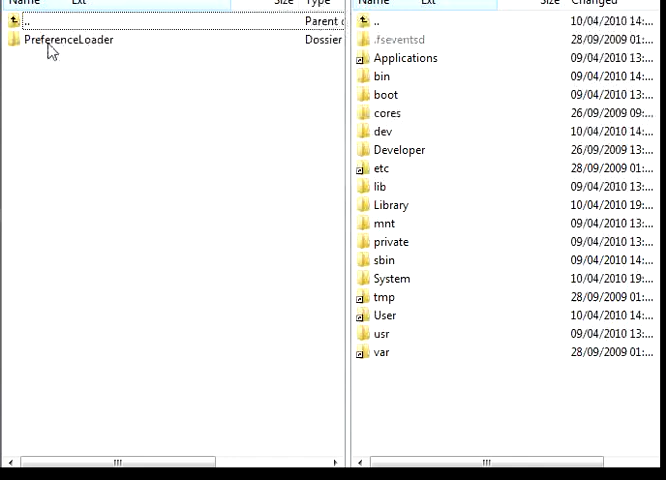 Name Ext Size Type
.. Parent
PreferenceLoader Dossier
Name Ext Size Changed
.. 10/04/2010 14:...
.fseventsd 28/09/2009 01:...
Applications 09/04/2010 13:...
bin 09/04/2010 14:...
boot 09/04/2010 13:...
cores 26/09/2009 09:...
dev 10/04/2010 14:...
Developer 26/09/2009 13:...
etc 28/09/2009 01:...
lib 09/04/2010 13:...
Library 10/04/2010 19:...
mnt 09/04/2010 13:...
private 09/04/2010 13:...
sbin 09/04/2010 14:...
System 10/04/2010 19:...
tmp 28/09/2009 01:...
User 10/04/2010 14:...
usr 09/04/2010 13:...
var 28/09/2009 01:...